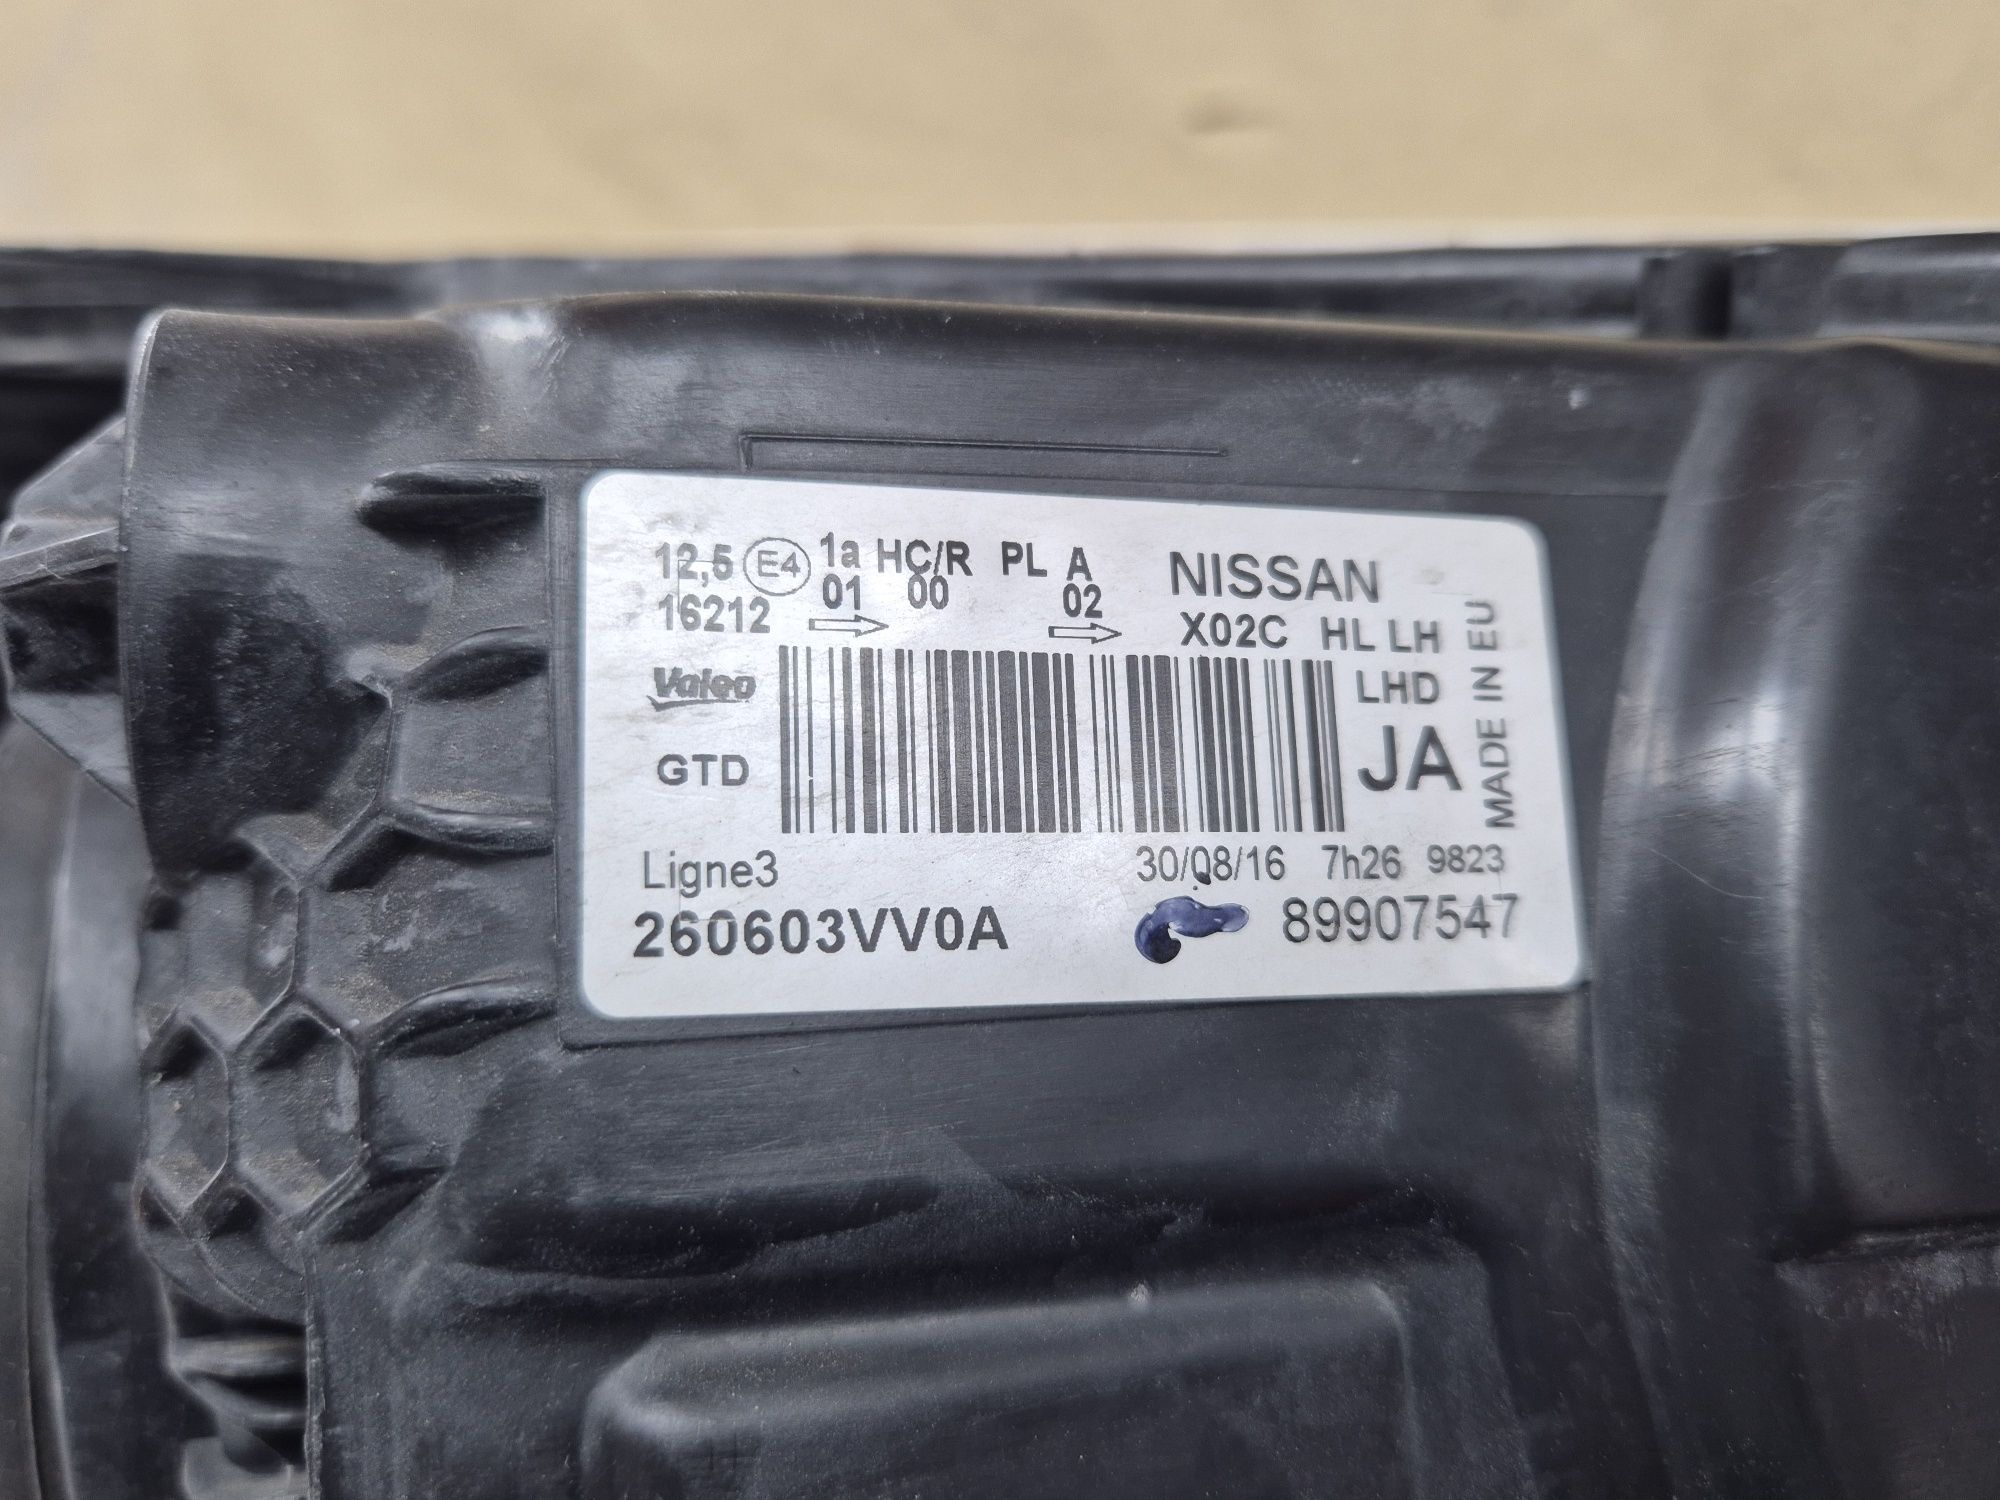 12,5 E4 1a HC/R PL A NISSAN
16212 01 00 02
X02C HL LH
Valeo LHD
GTD JA
MADE IN EU
Ligne3 30/08/16 7h26 9823
260603VV0A 89907547